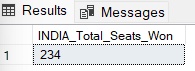 Results Messages
INDIA_Total_Seats_Won
1 234